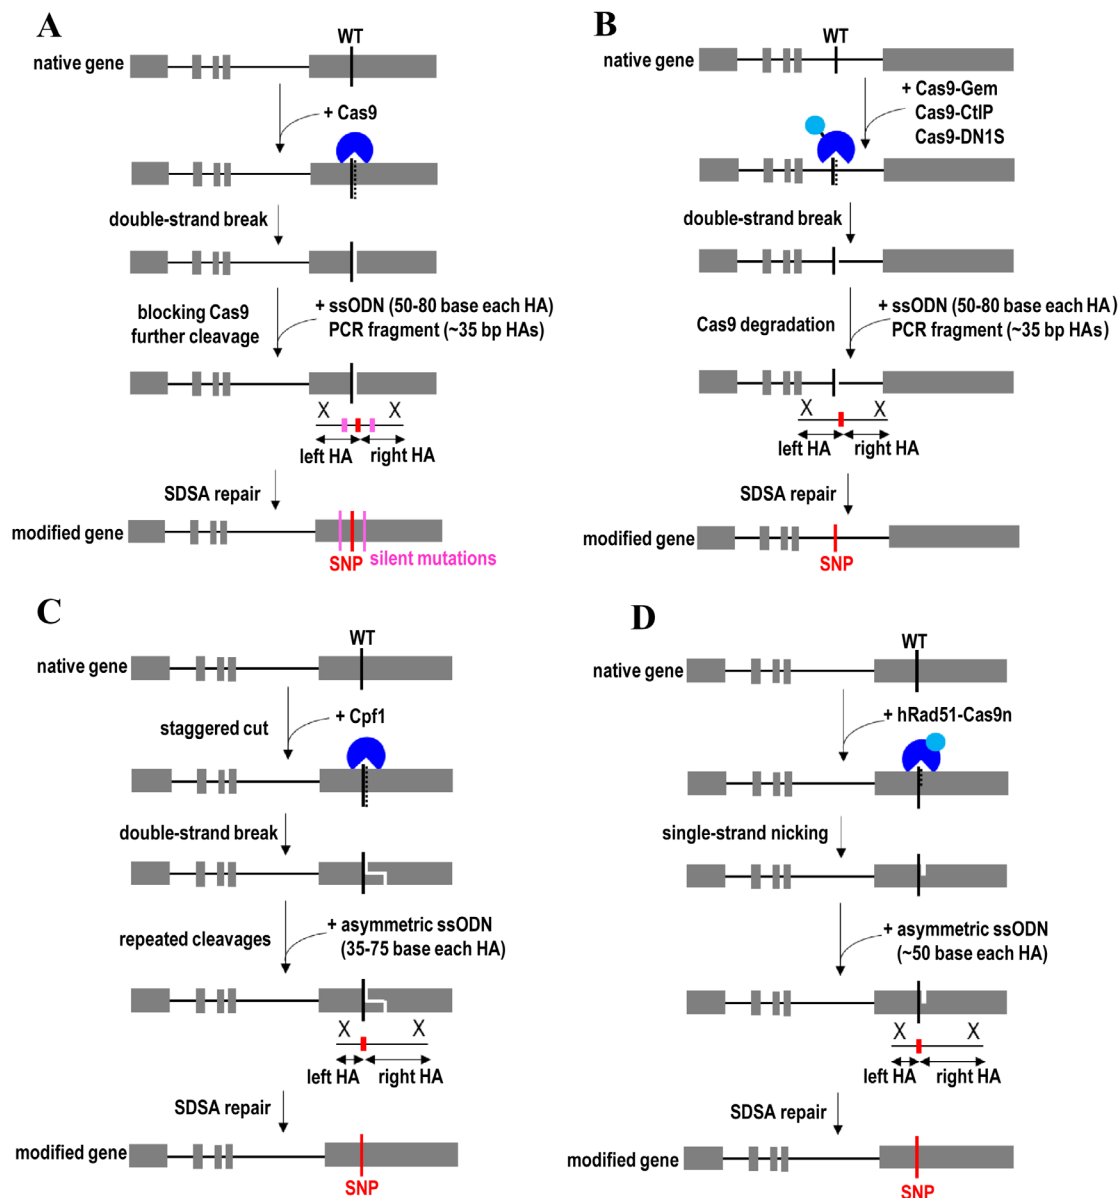 A
WT
native gene
+ Cas9
double-strand break
blocking Cas9
further cleavage
+ ssODN (50-80 base each HA)
PCR fragment (~35 bp HAs)
X X
left HA right HA
SDSA repair
modified gene
SNP
silent mutations
B
WT
native gene
+ Cas9-Gem
Cas9-CtIP
Cas9-DN1S
double-strand break
Cas9 degradation
+ ssODN (50-80 base each HA)
PCR fragment (~35 bp HAs)
X X
left HA right HA
SDSA repair
modified gene
SNP
C
WT
native gene
staggered cut
+ Cpf1
double-strand break
repeated cleavages
+ asymmetric ssODN
(35-75 base each HA)
X X
left HA right HA
SDSA repair
modified gene
SNP
D
WT
native gene
+ hRad51-Cas9n
single-strand nicking
+ asymmetric ssODN
(~50 base each HA)
X X
left HA right HA
SDSA repair
modified gene
SNP